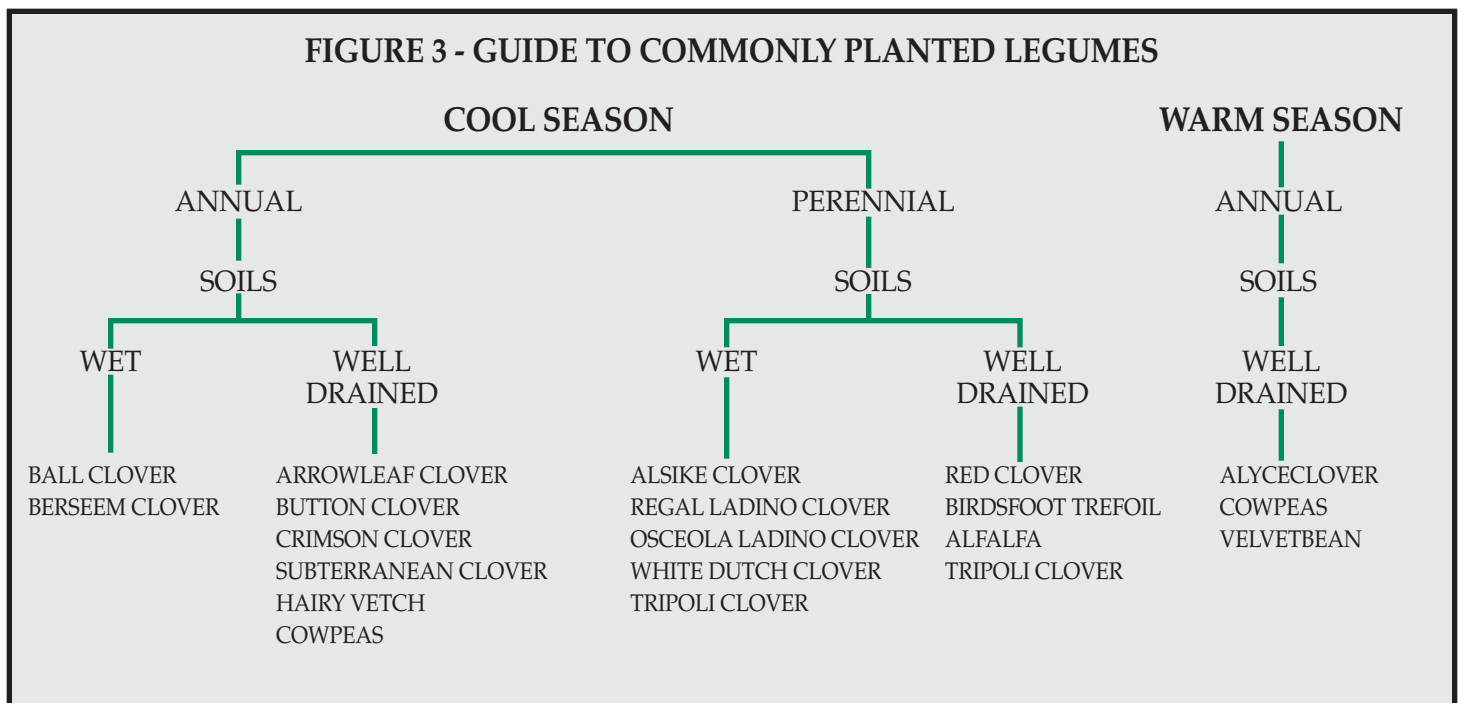 FIGURE 3 - GUIDE TO COMMONLY PLANTED LEGUMES
COOL SEASON
ANNUAL
SOILS
WET
BALL CLOVER
BERSEEM CLOVER
WELL
DRAINED
ARROWLEAF CLOVER
BUTTON CLOVER
CRIMSON CLOVER
SUBTERRANEAN CLOVER
HAIRY VETCH
COWPEAS
PERENNIAL
SOILS
WET
ALSIKE CLOVER
REGAL LADINO CLOVER
OSCEOLA LADINO CLOVER
WHITE DUTCH CLOVER
TRIPOLI CLOVER
WELL
DRAINED
RED CLOVER
BIRDSFOOT TREFOIL
ALFALFA
TRIPOLI CLOVER
WARM SEASON
ANNUAL
SOILS
WELL
DRAINED
ALYCECLOVER
COWPEAS
VELVETBEAN